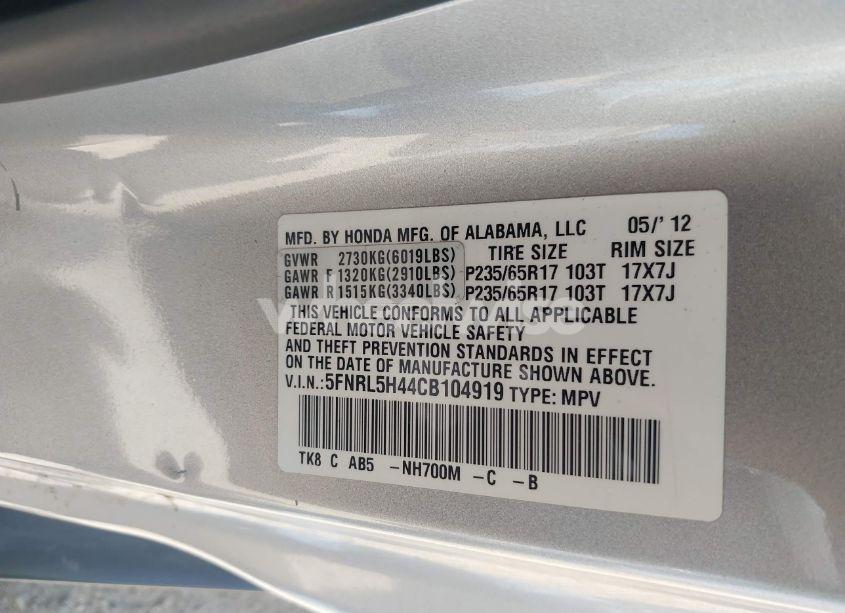 MFD. BY HONDA MFG. OF ALABAMA, LLC 05/' 12
GVWR 2730KG(6019LBS) TIRE SIZE RIM SIZE
GAWR F 1320KG(2910LBS) P235/65R17 103T 17X7J
GAWR R 1515KG(3340LBS) P235/65R17 103T 17X7J
THIS VEHICLE CONFORMS TO ALL APPLICABLE
FEDERAL MOTOR VEHICLE SAFETY
AND THEFT PREVENTION STANDARDS IN EFFECT
ON THE DATE OF MANUFACTURE SHOWN ABOVE.
V.I.N.:5FNRL5H44CB104919 TYPE: MPV
TK8 C AB5 -NH700M -C -B